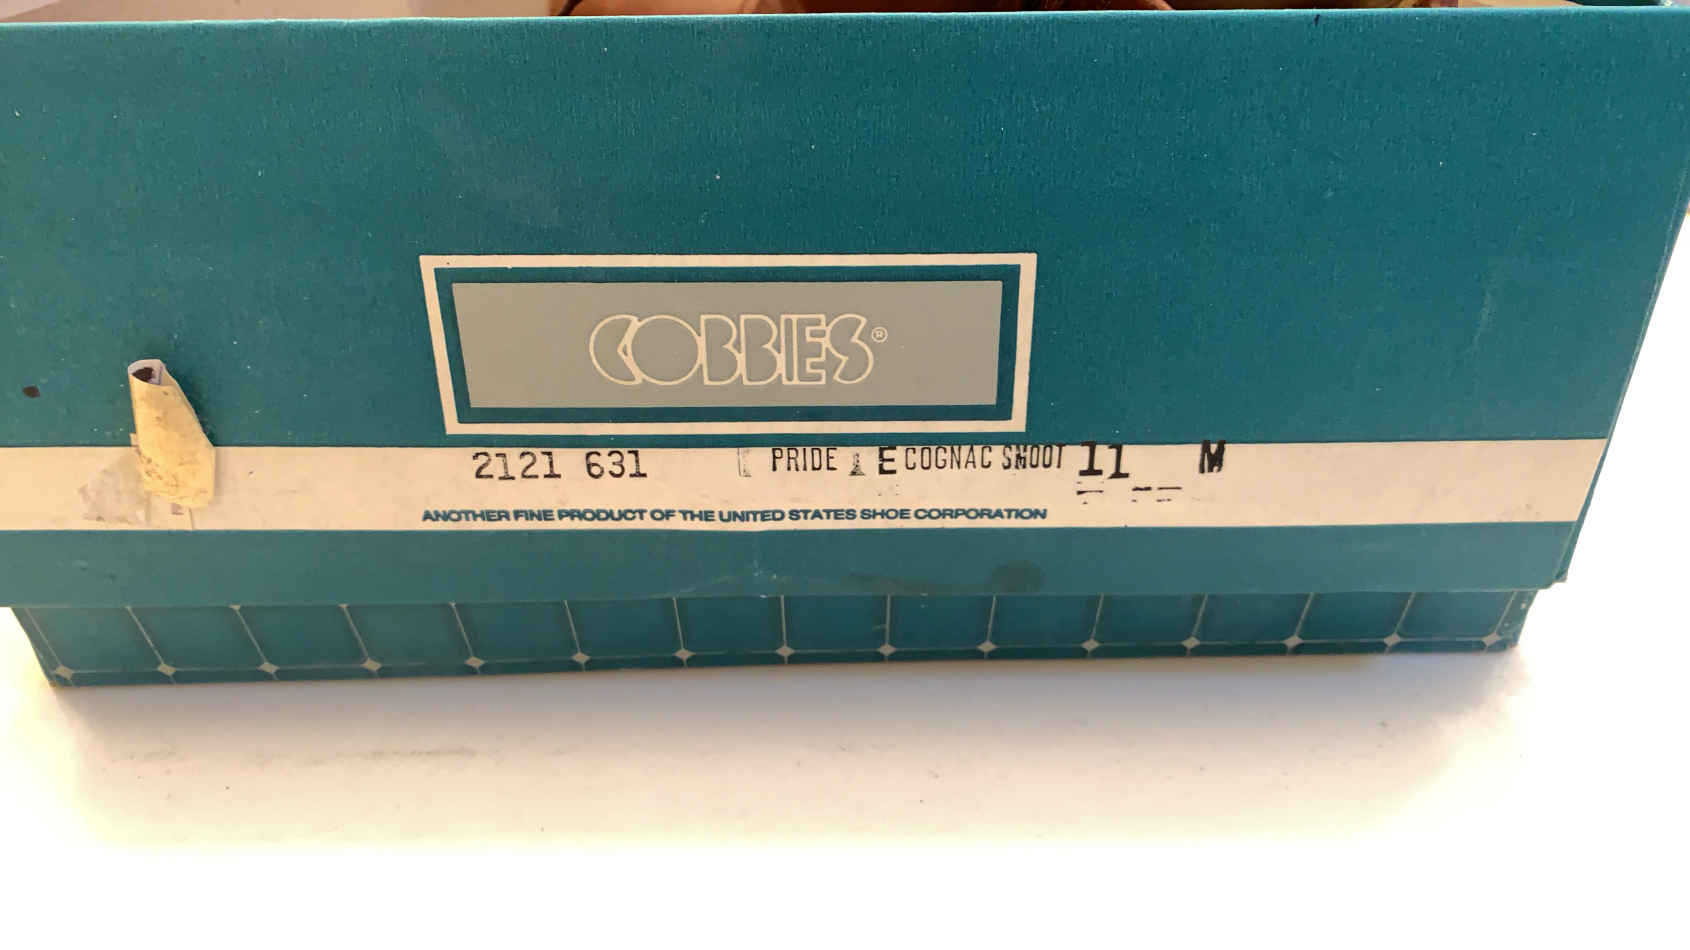 COBBIES®
2121 631 PRIDE E COGNAC SMOOT 11 M
ANOTHER FINE PRODUCT OF THE UNITED STATES SHOE CORPORATION